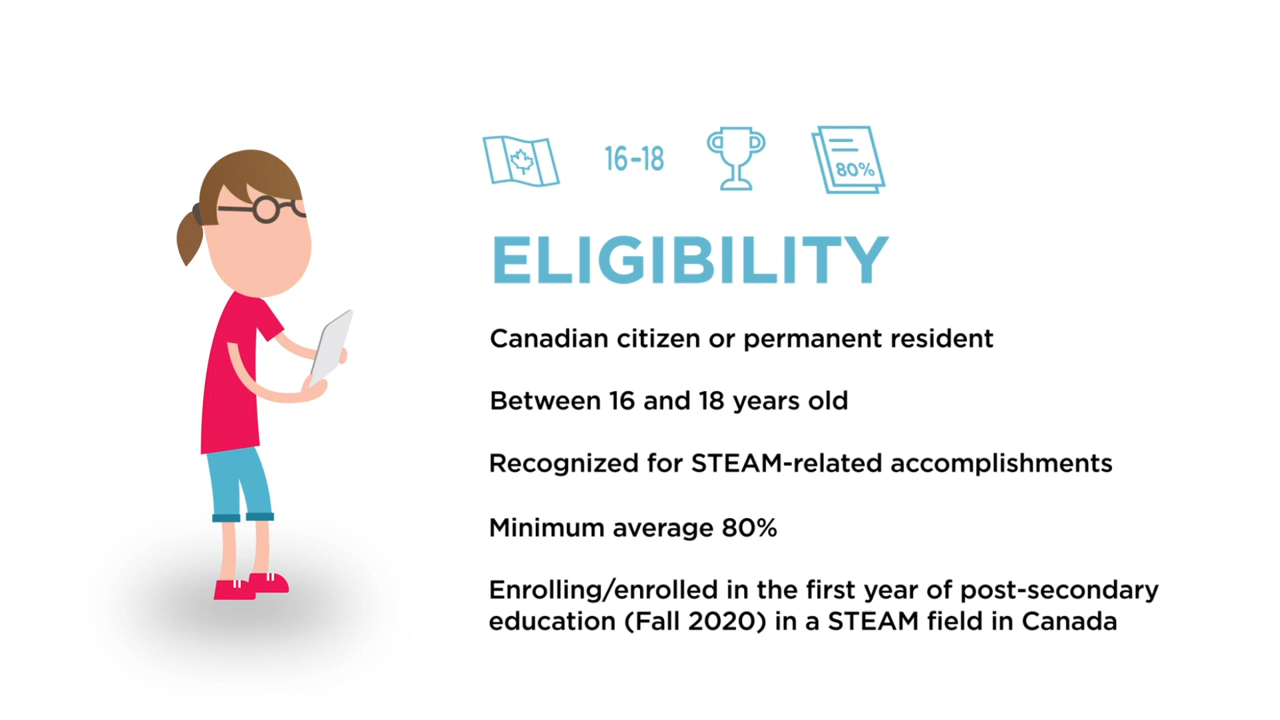 16-18
80%
ELIGIBILITY
Canadian citizen or permanent resident
Between 16 and 18 years old
Recognized for STEAM-related accomplishments
Minimum average 80%
Enrolling/enrolled in the first year of post-secondary
education (Fall 2020) in a STEAM field in Canada